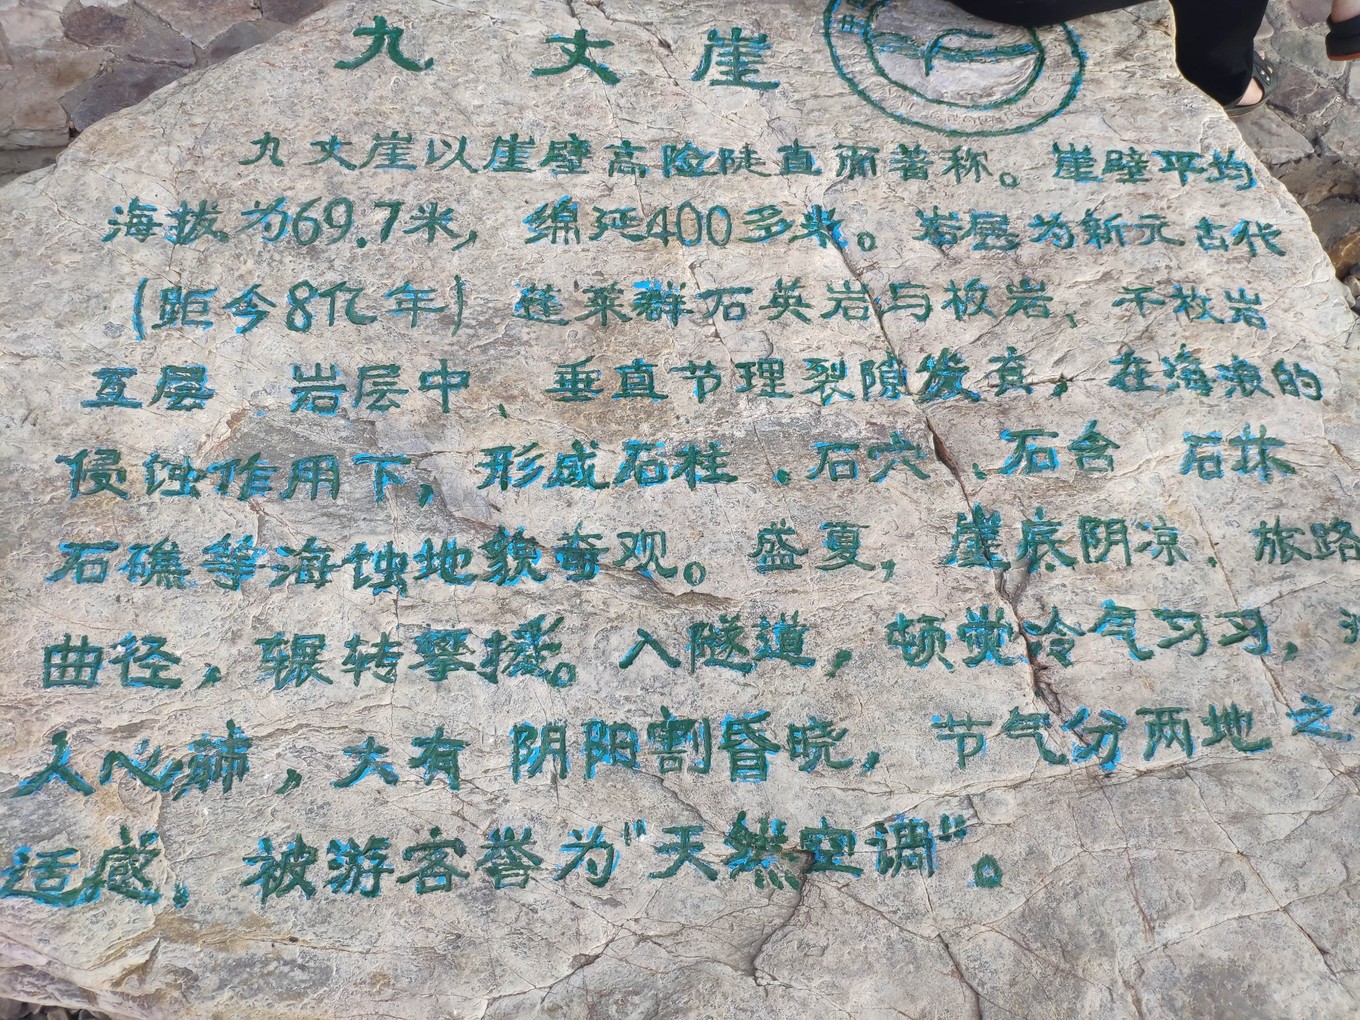 九丈崖
九丈崖以崖壁高险陡直而著称。崖壁平均
海拔为69.7米，绵延400多米。岩层为新元古代
(距今8亿年) 蓬莱群石英岩与板岩、千枚岩
互层 岩层中、垂直节理裂隙发育，在海浪的
侵蚀作用下，形成石柱、石穴、石台 石林
石礁等海蚀地貌奇观。盛夏，崖底阴凉．旅路
曲径，辗转攀援。入隧道，顿觉冷气习习，
人心肺，大有阴阳割昏晓，节气分两地之
适感，被游客誉为"天然空调"。